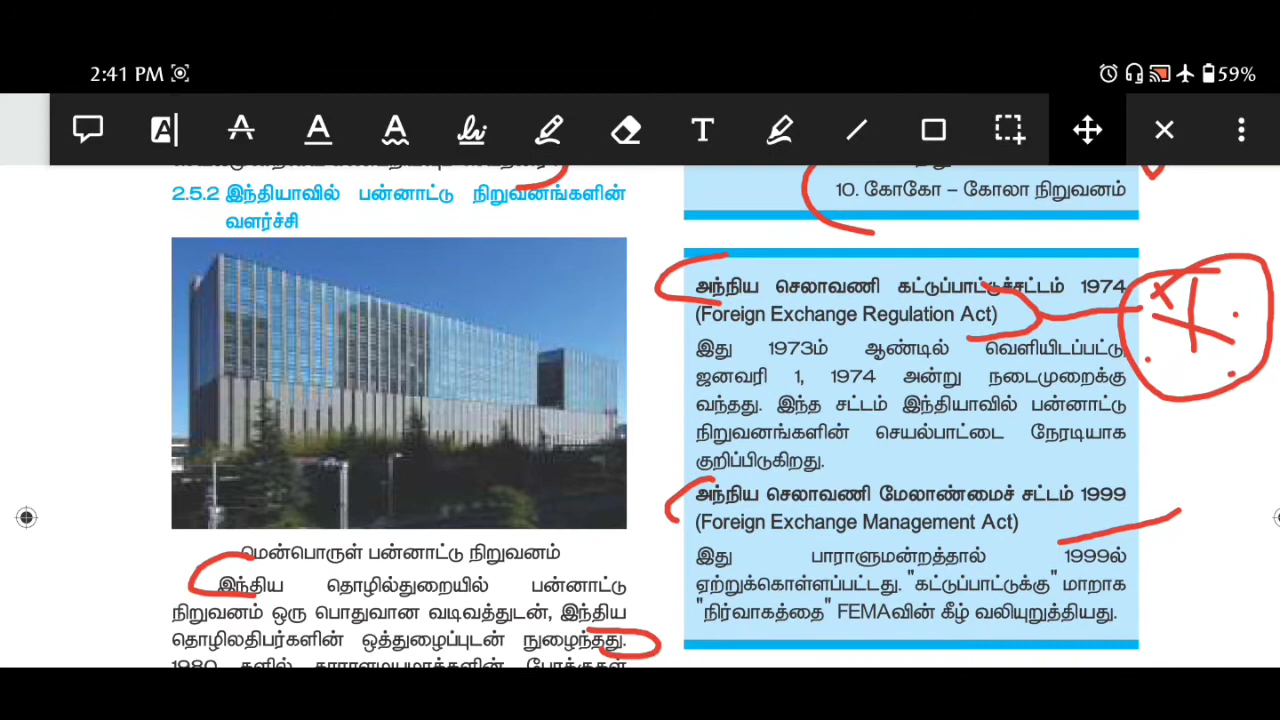 2:41 PM
59%
2.5.2 இந்தியாவில் பன்னாட்டு நிறுவனங்களின்
வளர்ச்சி
மென்பொருள் பன்னாட்டு நிறுவனம்
இந்திய தொழில்துறையில் பன்னாட்டு
நிறுவனம் ஒரு பொதுவான வடிவத்துடன், இந்திய
தொழிலதிபர்களின் ஒத்துழைப்புடன் நுழைந்தது.
10. கோகோ – கோலா நிறுவனம்
அந்நிய செலாவணி கட்டுப்பாட்டுச்சட்டம் 1974
(Foreign Exchange Regulation Act)
இது 1973ம் ஆண்டில் வெளியிடப்பட்டு
ஜனவரி 1, 1974 அன்று நடைமுறைக்கு
வந்தது. இந்த சட்டம் இந்தியாவில் பன்னாட்டு
நிறுவனங்களின் செயல்பாட்டை நேரடியாக
குறிப்பிடுகிறது.
அந்நிய செலாவணி மேலாண்மைச் சட்டம் 1999
(Foreign Exchange Management Act)
இது பாராளுமன்றத்தால் 1999ல்
ஏற்றுக்கொள்ளப்பட்டது. "கட்டுப்பாட்டுக்கு" மாறாக
"நிர்வாகத்தை" FEMAவின் கீழ் வலியுறுத்தியது.